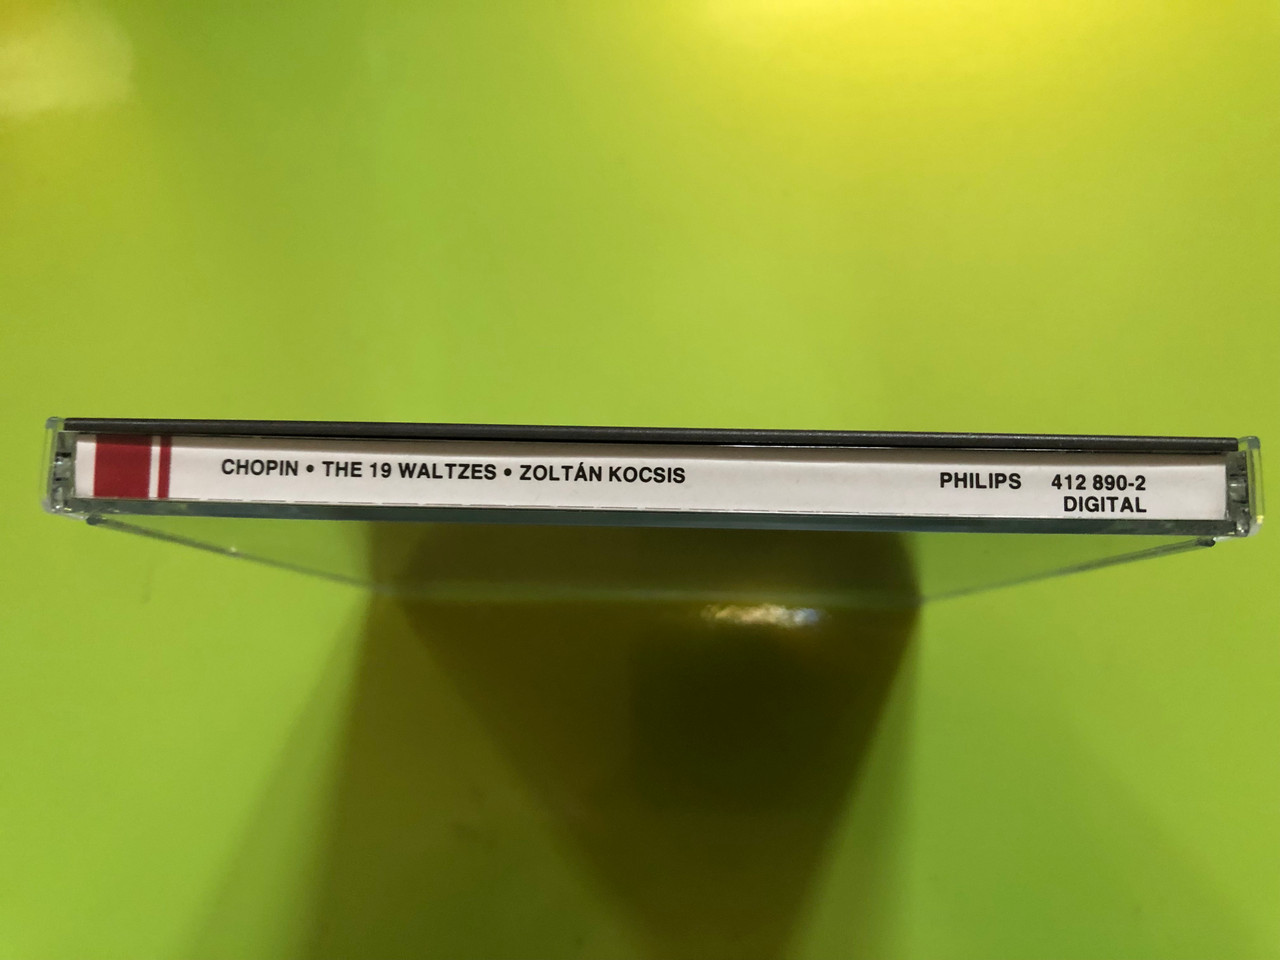 CHOPIN • THE 19 WALTZES • ZOLTÁN KOCSIS
PHILIPS 412 890-2
DIGITAL